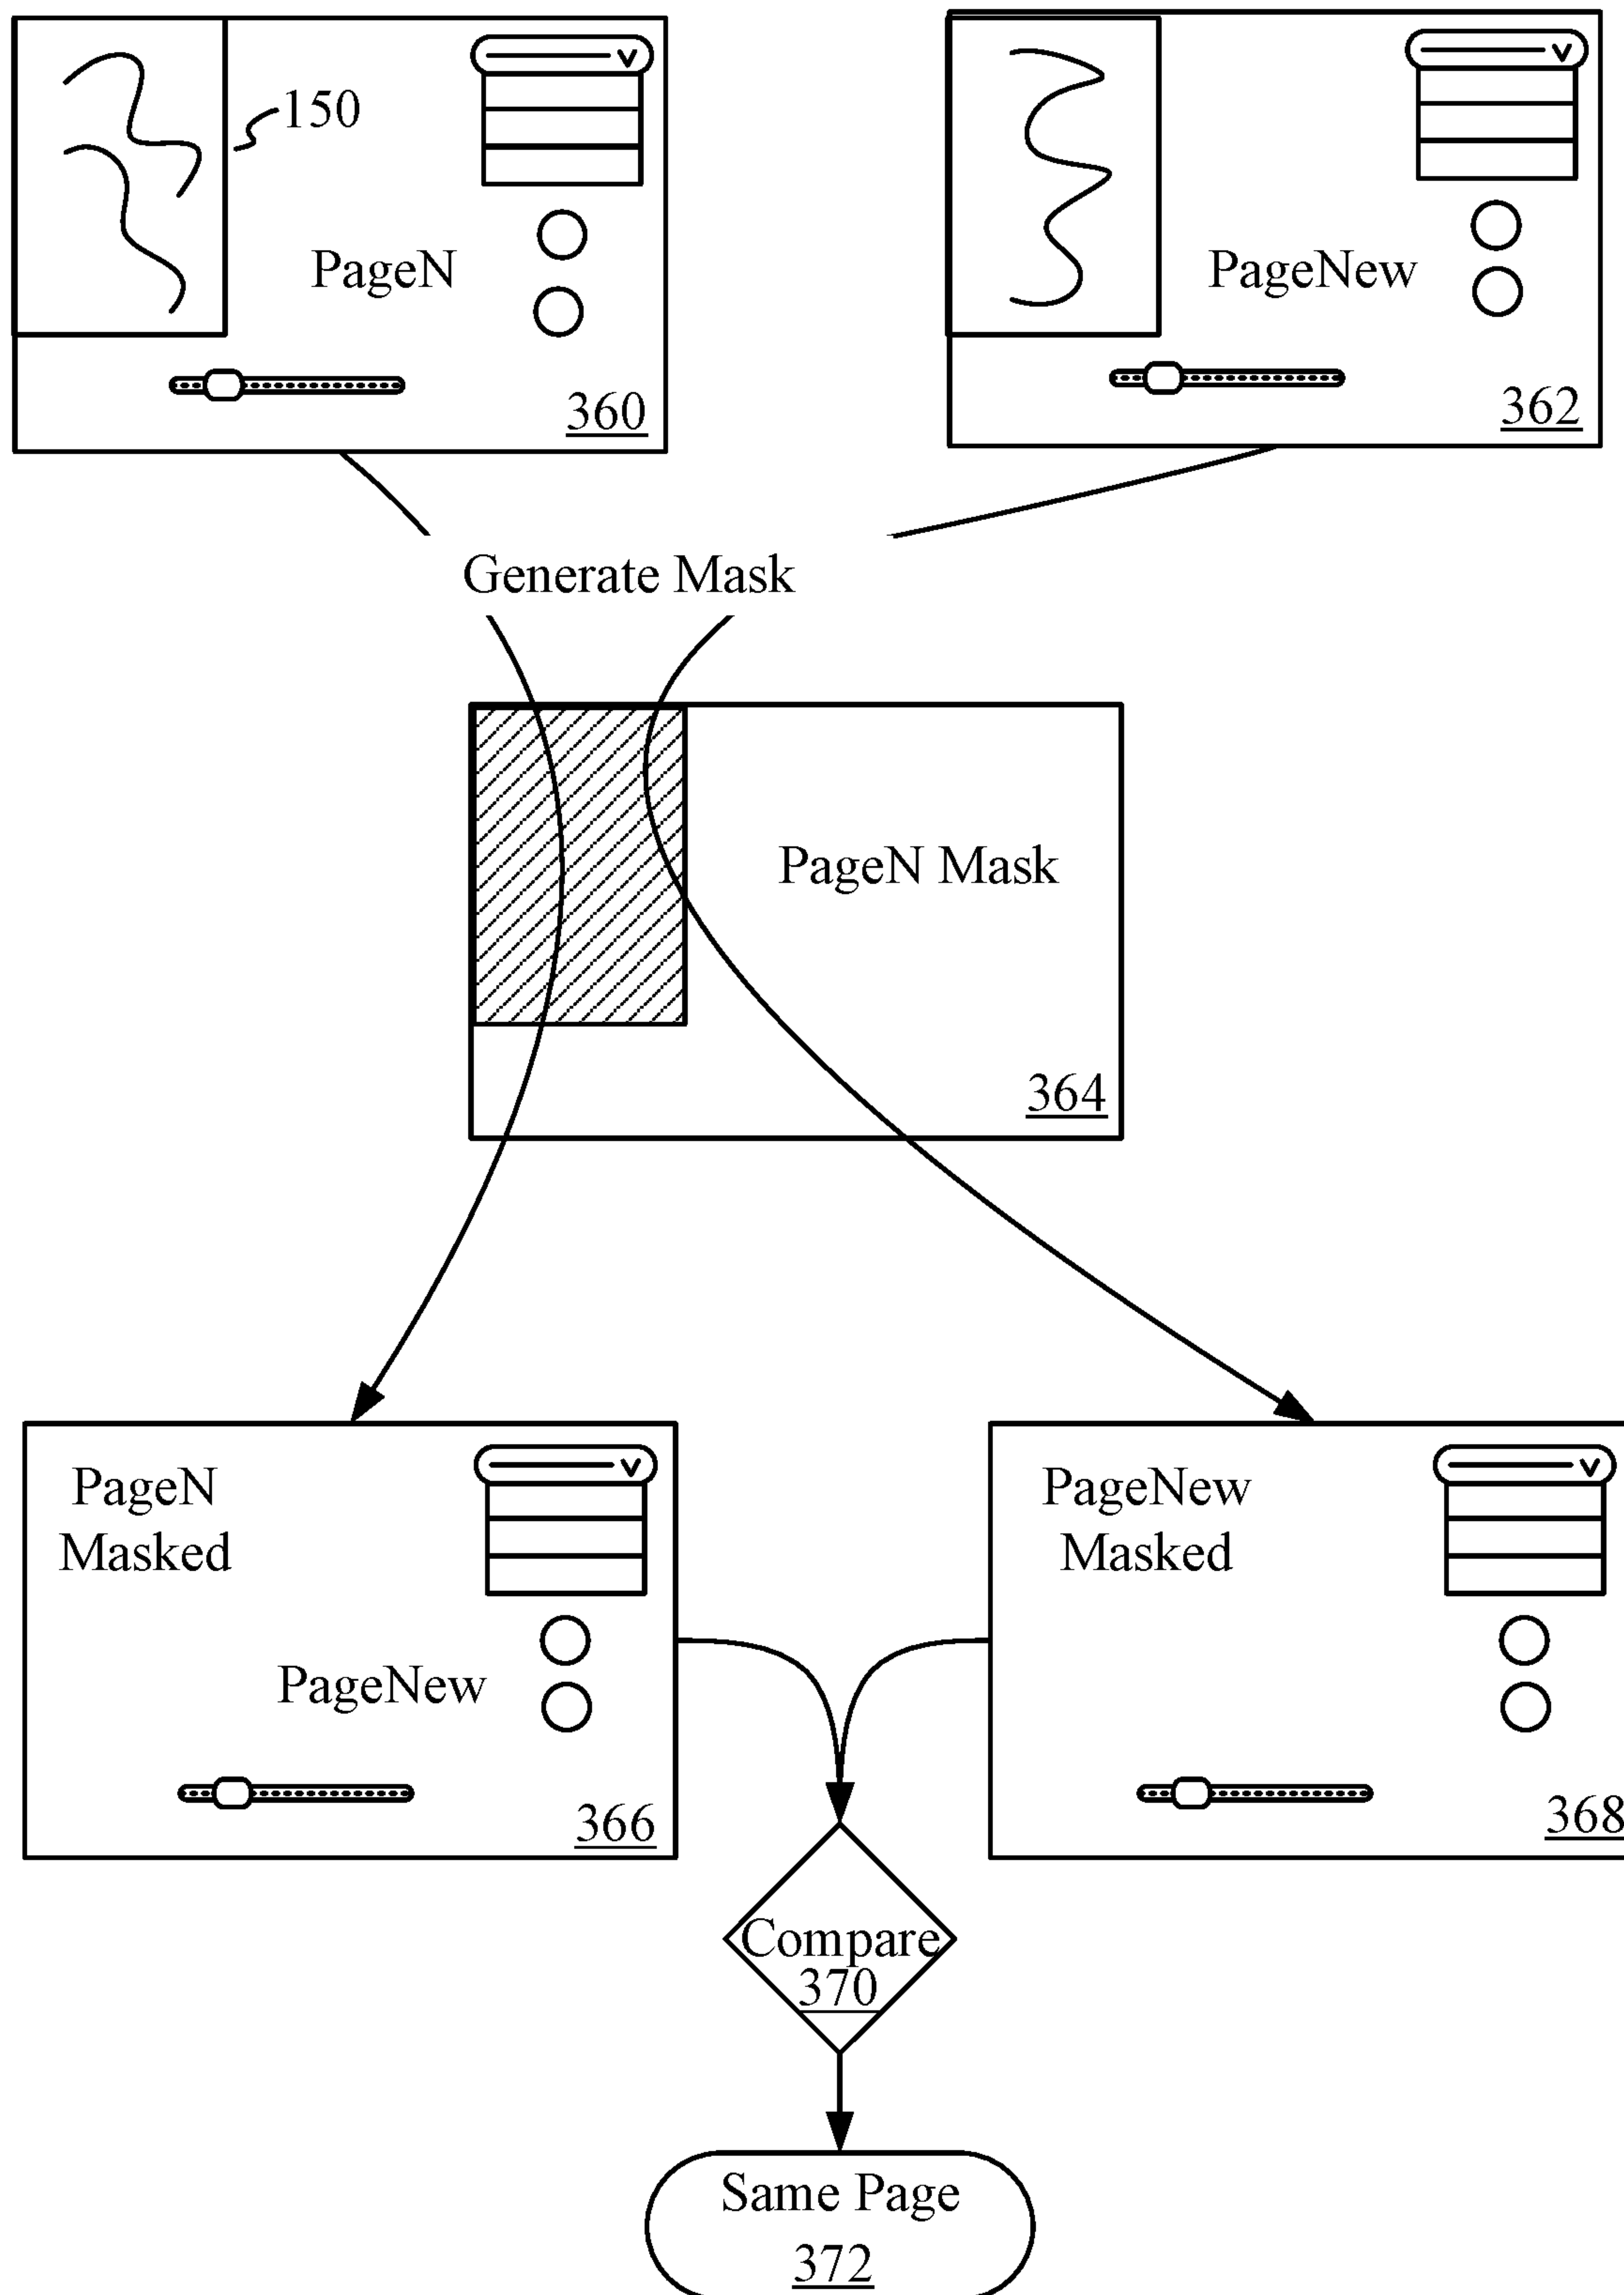 150
PageN
360
PageNew
362
Generate Mask
PageN Mask
364
PageN
Masked
PageNew
366
PageNew
Masked
368
Compare
370
Same Page
372